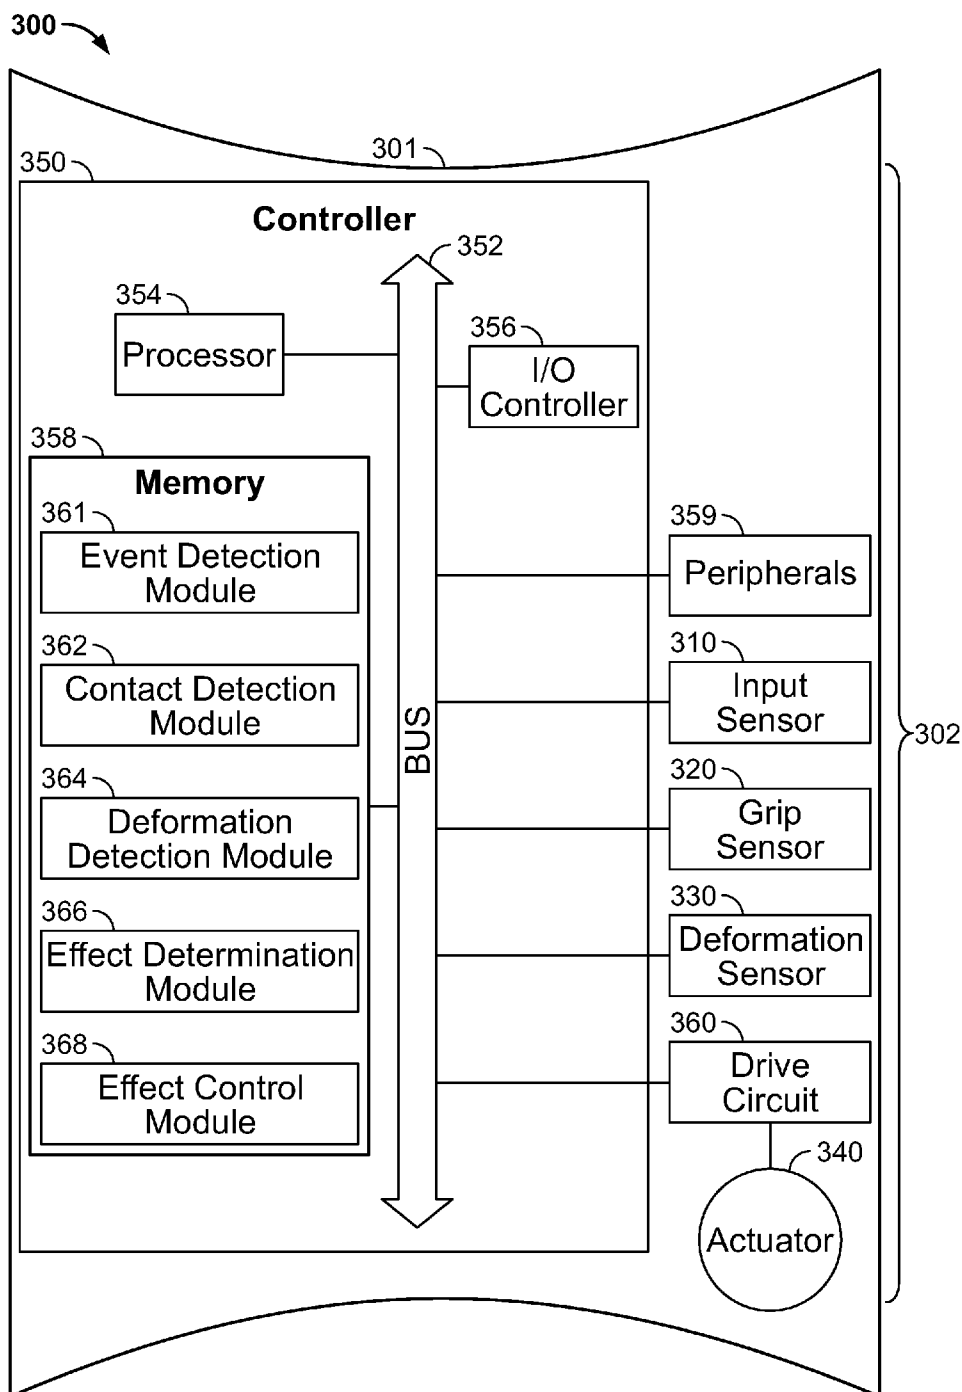 300
301
350
Controller
352
354
Processor
356
I/O
Controller
358
Memory
361
Event Detection
Module
362
Contact Detection
Module
364
Deformation
Detection Module
366
Effect Determination
Module
368
Effect Control
Module
BUS
359
Peripherals
310
Input
Sensor
320
Grip
Sensor
330
Deformation
Sensor
360
Drive
Circuit
340
Actuator
302